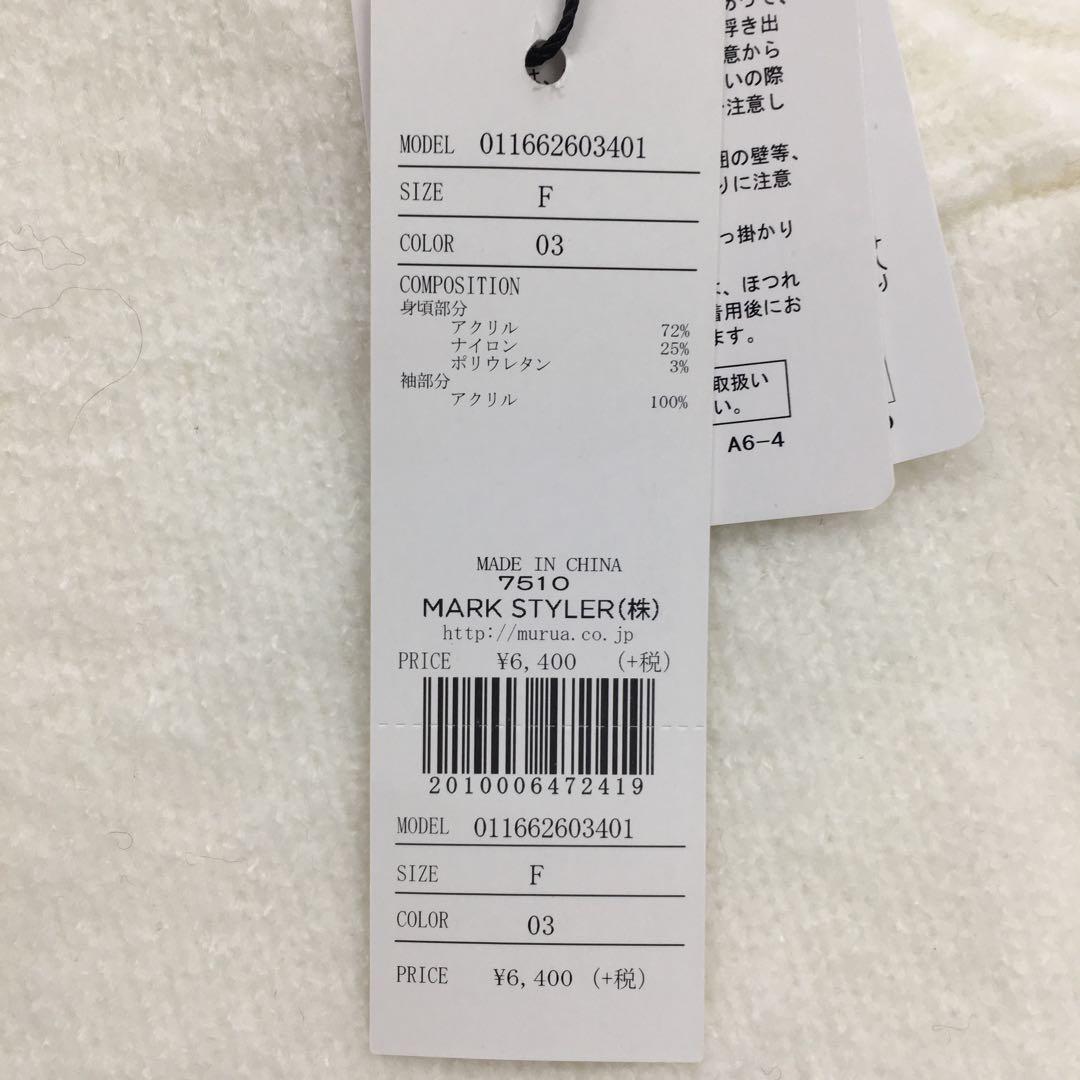 MODEL 011662603401
SIZE F
COLOR 03
COMPOSITION
身頃部分
アクリル 72%
ナイロン 25%
ポリウレタン 3%
袖部分
アクリル 100%
MADE IN CHINA
7510
MARK STYLER(株)
http://murua.co.jp
PRICE ¥6,400 (+税)
2010006472419
MODEL 011662603401
SIZE F
COLOR 03
PRICE ¥6,400 (+税)
浮き出
意から
いの際
注意し
の壁等、
りに注意
っ掛かり
、ほつれ
着用後にお
ます。
取扱い
い。
A6-4